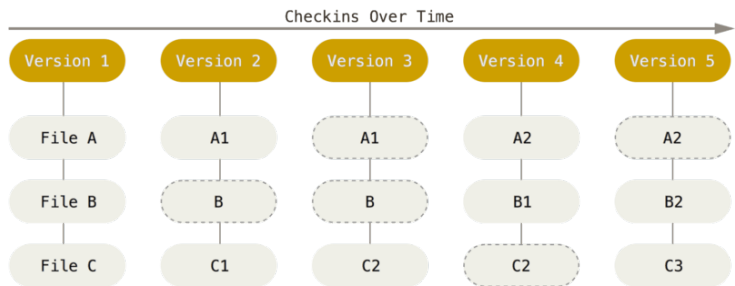 Checkins Over Time
Version 1 Version 2 Version 3 Version 4 Version 5
File A A1 A1 A2 A2
File B B B B1 B2
File C C1 C2 C2 C3